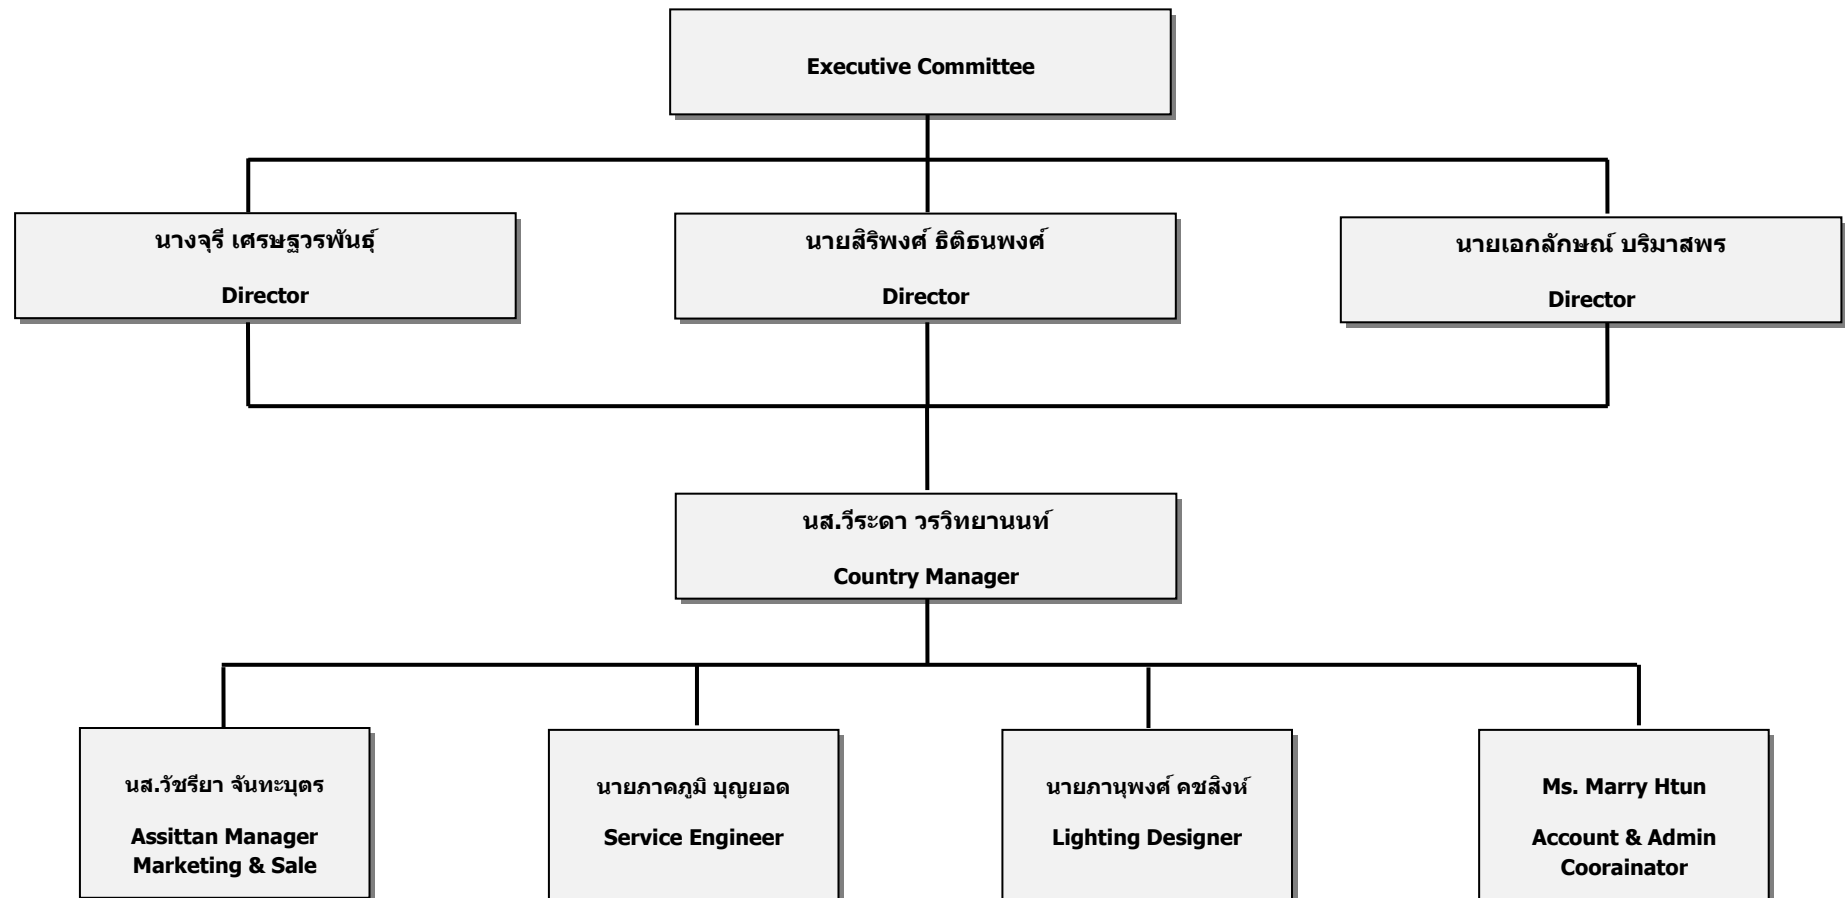 Executive Committee
นางจุรี เศรษฐวรพันธุ์
Director
นายสิริพงศ์ ธิติธนพงศ์
Director
นายเอกลักษณ์ บริมาสพร
Director
นส.วีระดา วรวิทยานนท์
Country Manager
นส.วัชรียา จันทะบุตร
Assittan Manager
Marketing & Sale
นายภาคภูมิ บุญยอด
Service Engineer
นายภานุพงศ์ คชสิงห์
Lighting Designer
Ms. Marry Htun
Account & Admin
Coorainator